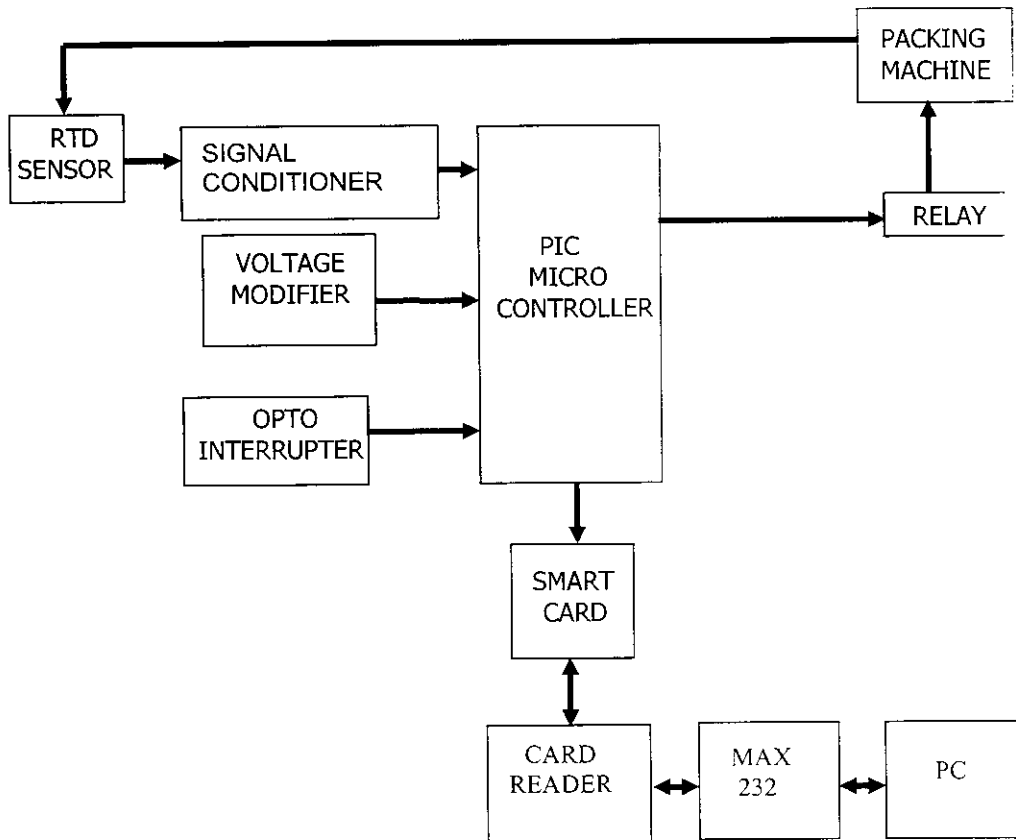 PACKING
MACHINE
RTD
SENSOR
SIGNAL
CONDITIONER
RELAY
VOLTAGE
MODIFIER
PIC
MICRO
CONTROLLER
OPTO
INTERRUPTER
SMART
CARD
CARD
READER
MAX
232
PC